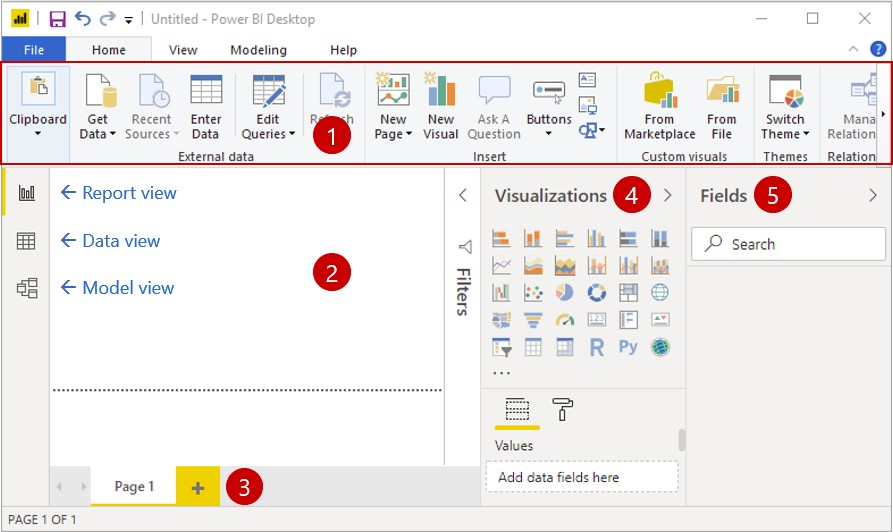 Untitled - Power BI Desktop
File Home View Modeling Help
Clipboard
Get Data
Recent Sources
Enter Data
Edit Queries
Refresh
External data
1
New Page
New Visual
Ask A Question
Buttons
Insert
From Marketplace
From File
Custom visuals
Switch Theme
Themes
Mana
Relation
Relation
← Report view
← Data view
← Model view
2
Filters
Visualizations 4
R Py
123
...
Values
Add data fields here
Fields 5
Search
Page 1 + 3
PAGE 1 OF 1